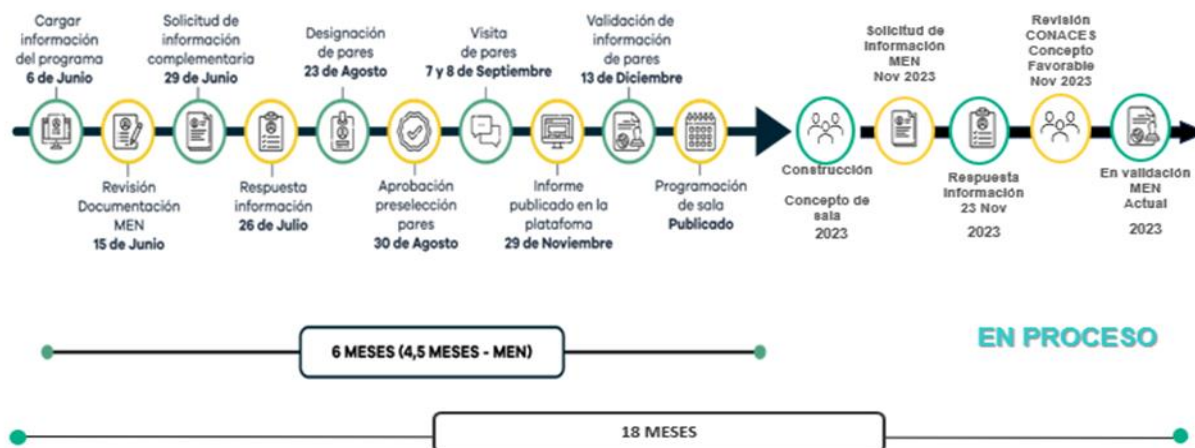 Cargar
información
del programa
6 de Junio
Revisión
Documentación
MEN
15 de Junio
Solicitud de
información
complementaria
29 de Junio
Respuesta
información
26 de Julio
Designación
de pares
23 de Agosto
Aprobación
preselección
pares
30 de Agosto
Visita
de pares
7 y 8 de Septiembre
Informe
publicado en la
platafoma
29 de Noviembre
Validación de
información
de pares
13 de Diciembre
Programación
de sala
Publicado
Construcción
Concepto de
sala
2023
Solicitud de
Información
MEN
Nov 2023
Respuesta
Información
23 Nov
2023
Revisión
CONACES
Concepto
Favorable
Nov 2023
En validación
MEN
Actual
2023
6 MESES (4,5 MESES - MEN)
EN PROCESO
18 MESES